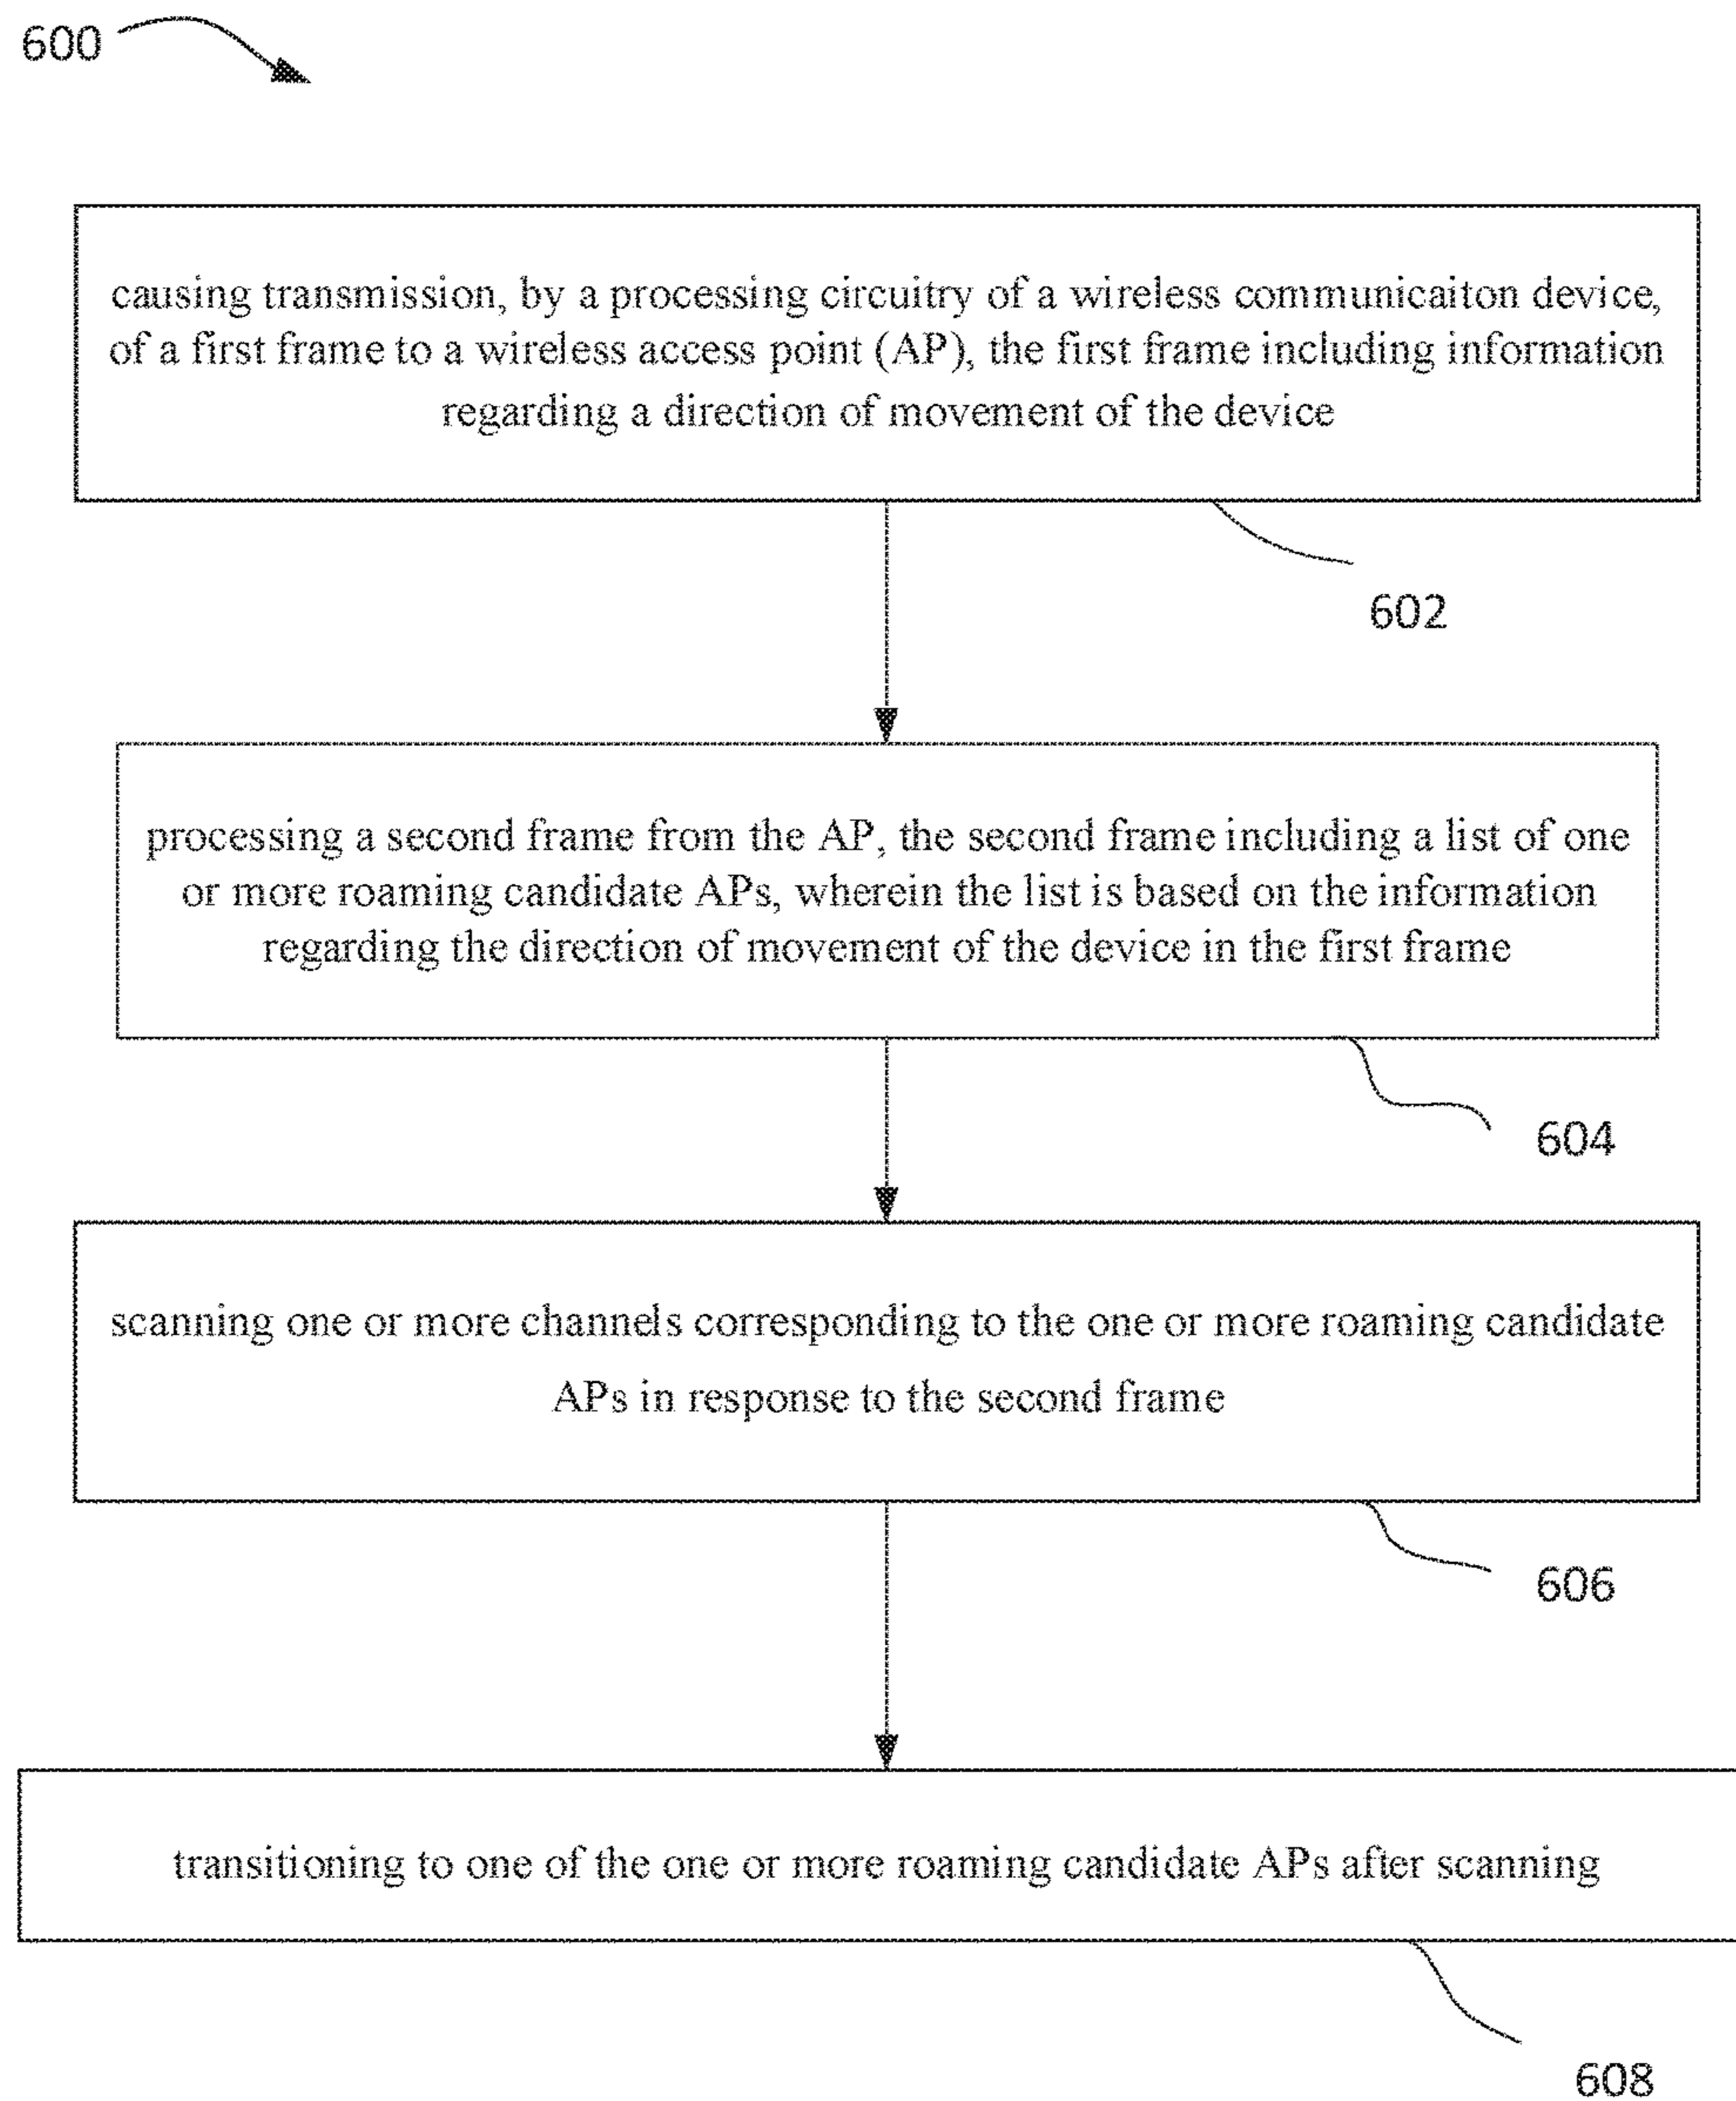 600
causing transmission, by a processing circuitry of a wireless communicaiton device,
of a first frame to a wireless access point (AP), the first frame including information
regarding a direction of movement of the device
602
processing a second frame from the AP, the second frame including a list of one
or more roaming candidate APs, wherein the list is based on the information
regarding the direction of movement of the device in the first frame
604
scanning one or more channels corresponding to the one or more roaming candidate
APs in response to the second frame
606
transitioning to one of the one or more roaming candidate APs after scanning
608